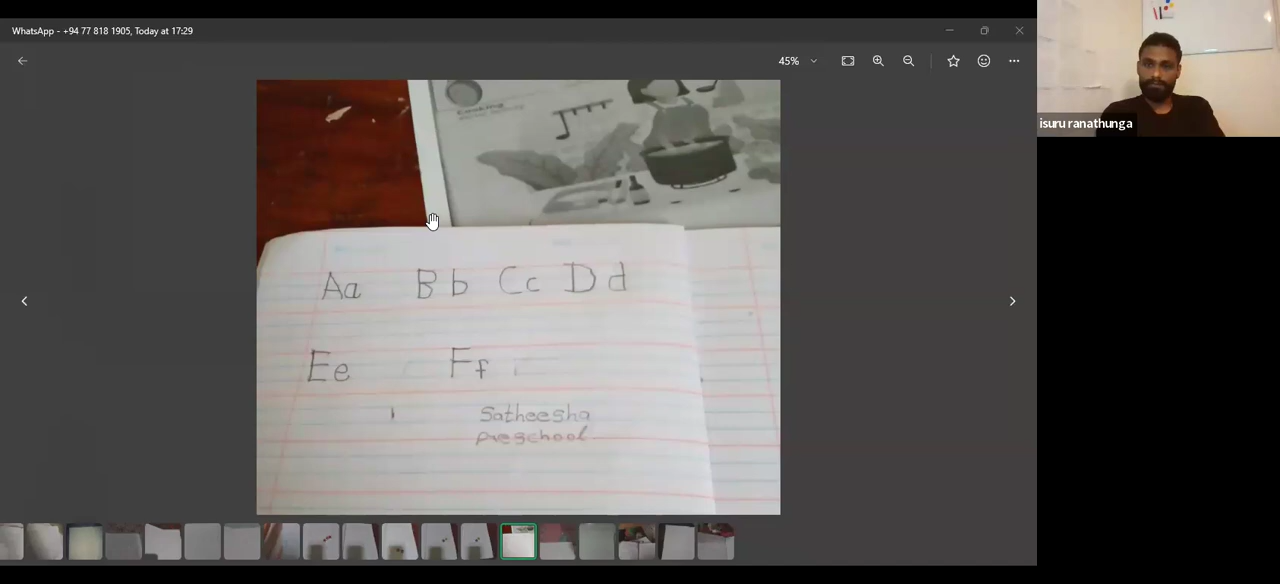 WhatsApp - +94 77 818 1905, Today at 17:29
45%
isuru ranathunga
Cooking
Aa Bb Cc Dd
Ee Ff
Satheesha
preschool